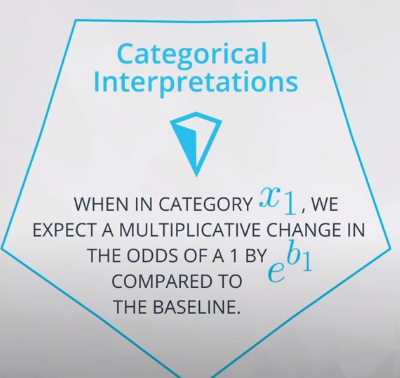 Categorical
Interpretations
WHEN IN CATEGORY x₁, WE
EXPECT A MULTIPLICATIVE CHANGE IN
THE ODDS OF A 1 BY e^b₁
COMPARED TO
THE BASELINE.